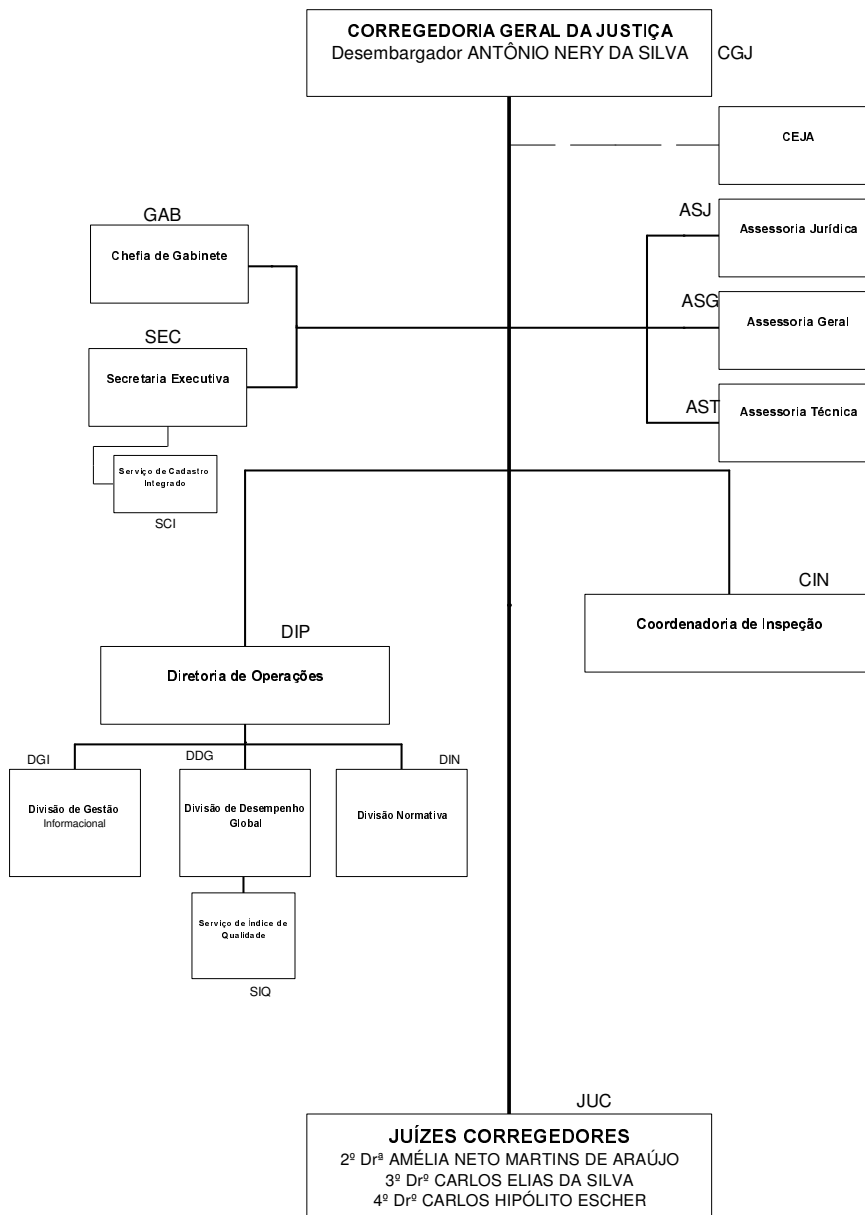 CORREGEDORIA GERAL DA JUSTIÇA
Desembargador ANTÔNIO NERY DA SILVA
CGJ
CEJA
GAB
Chefia de Gabinete
ASJ
Assessoria Jurídica
ASG
Assessoria Geral
SEC
Secretaria Executiva
AST
Assessoria Técnica
Serviço de Cadastro
Integrado
SCI
CIN
Coordenadoria de Inspeção
DIP
Diretoria de Operações
DGI
Divisão de Gestão
Informacional
DDG
Divisão de Desempenho
Global
DIN
Divisão Normativa
Serviço de Índice de
Qualidade
SIQ
JUC
JUÍZES CORREGEDORES
2º Drª AMÉLIA NETO MARTINS DE ARAÚJO
3º Drº CARLOS ELIAS DA SILVA
4º Drº CARLOS HIPÓLITO ESCHER